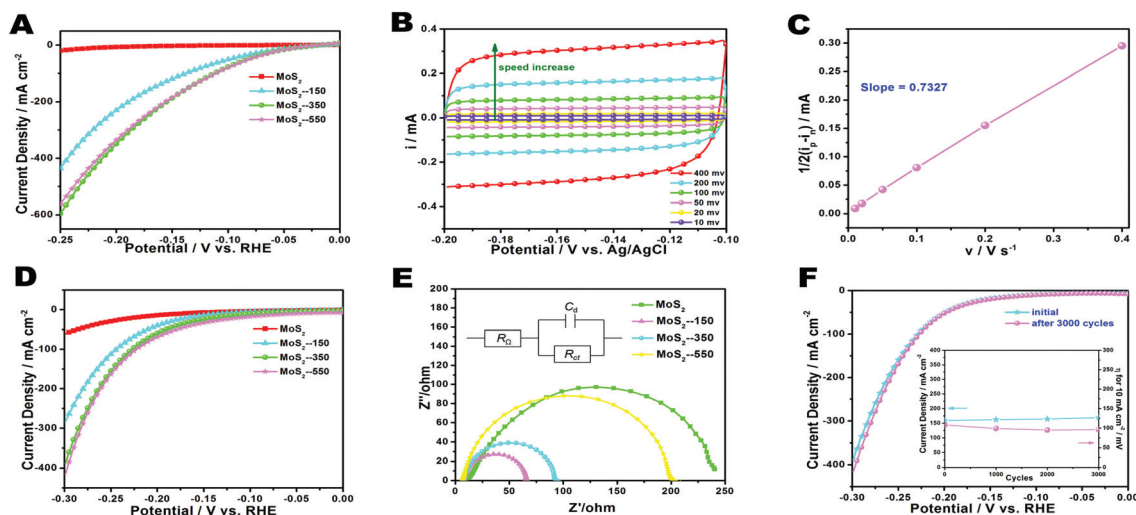 A
Current Density / mA cm-2
0
-200
-400
-600
MoS2
MoS2--150
MoS2--350
MoS2--550
-0.25
-0.20
-0.15
-0.10
-0.05
0.00
Potential / V vs. RHE
B
i / mA
0.4
0.2
0.0
-0.2
0.4
speed increase
400 mv
200 mv
100 mv
50 mv
20 mv
10 mv
-0.20
-0.18
-0.16
-0.14
-0.12
-0.10
Potential / V vs. Ag/AgCl
C
1/2(ip-in) / mA
0.30
0.25
0.20
0.15
0.10
0.05
0.00
Slope = 0.7327
0.0
0.1
0.2
0.3
0.4
v / V s-1
D
Current Density / mA cm-2
0
-100
-200
-300
-400
MoS2
MoS2--150
MoS2--350
MoS2--550
-0.30
-0.25
-0.20
-0.15
-0.10
-0.05
-0.00
Potential / V vs. RHE
E
Z''/ohm
200
180
160
140
120
100
80
60
40
20
0
Cd
RΩ
Rct
MoS2
MoS2--150
MoS2--350
MoS2--550
0
50
100
150
200
250
Z'/ohm
F
Current Density / mA cm-2
0
-100
-200
-300
-400
initial
after 3000 cycles
Current Density / mA cm-2
400
350
300
250
200
150
100
50
0
300
250
200
150
100
50
0
η for 10 mA cm-2 / mV
1000
2000
3000
Cycles
-0.30
-0.25
-0.20
-0.15
-0.10
-0.05
-0.00
Potential / V vs. RHE